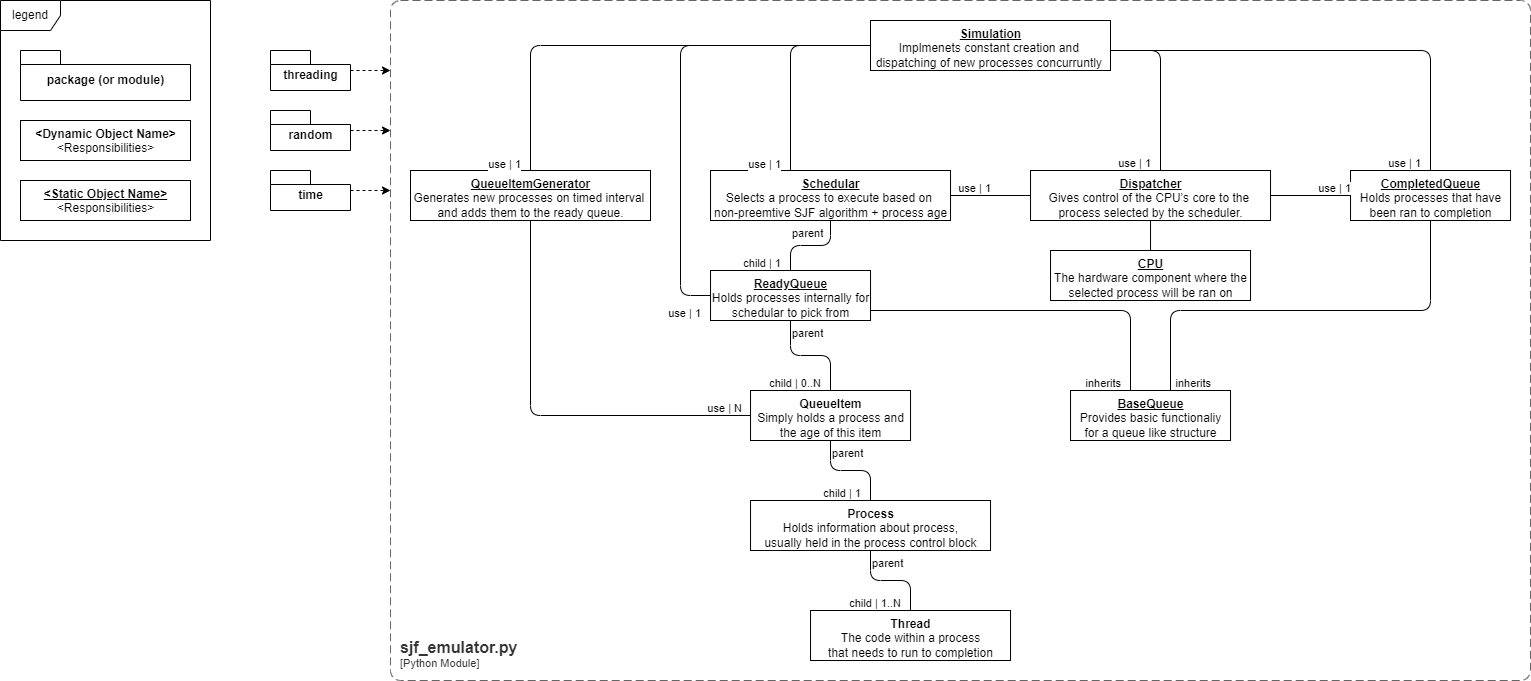 legend
package (or module)
<Dynamic Object Name>
<Responsibilities>
<Static Object Name>
<Responsibilities>
threading
random
time
Simulation
Implmenets constant creation and
dispatching of new processes concurruntly
use | 1
QueueItemGenerator
Generates new processes on timed interval
and adds them to the ready queue.
use | 1
Schedular
Selects a process to execute based on
non-preemtive SJF algorithm + process age
use | 1
use | 1
Dispatcher
Gives control of the CPU's core to the
process selected by the scheduler.
use | 1
use | 1
CompletedQueue
Holds processes that have
been ran to completion
parent
child | 1
ReadyQueue
Holds processes internally for
schedular to pick from
use | 1
CPU
The hardware component where the
selected process will be ran on
parent
child | 0..N
use | N
QueueItem
Simply holds a process and
the age of this item
inherits
inherits
BaseQueue
Provides basic functionaliy
for a queue like structure
parent
child | 1
Process
Holds information about process,
usually held in the process control block
parent
child | 1..N
Thread
The code within a process
that needs to run to completion
sjf_emulator.py
[Python Module]